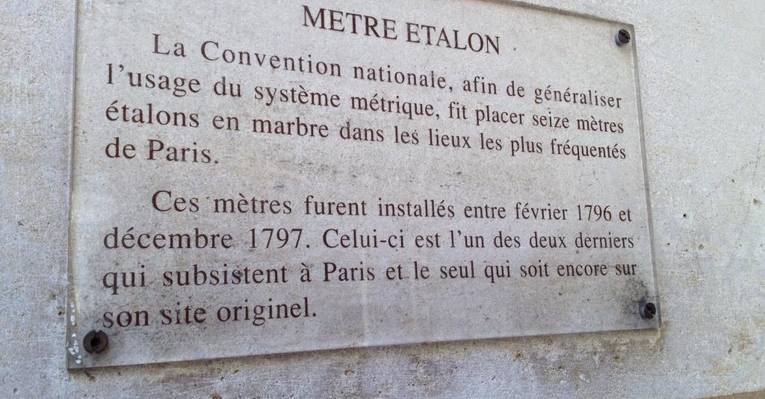 METRE ETALON
La Convention nationale, afin de généraliser
l'usage du système métrique, fit placer seize mètres
étalons en marbre dans les lieux les plus fréquentés
de Paris.
Ces mètres furent installés entre février 1796 et
décembre 1797. Celui-ci est l'un des deux derniers
qui subsistent à Paris et le seul qui soit encore sur
son site originel.